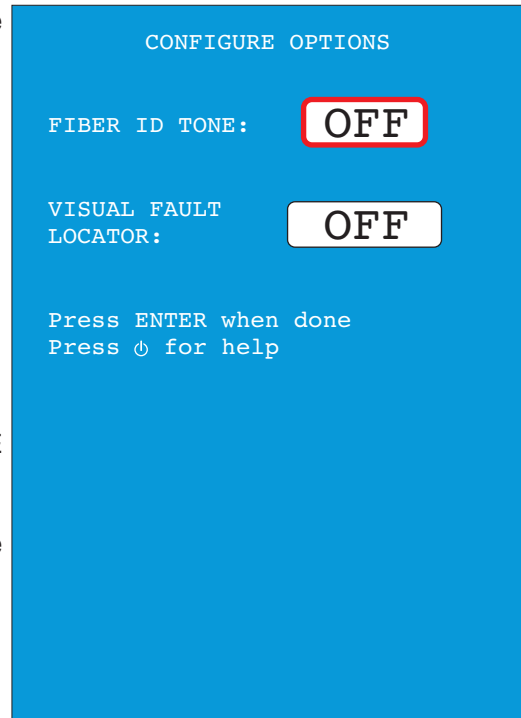 CONFIGURE OPTIONS
FIBER ID TONE: OFF
VISUAL FAULT
LOCATOR: OFF
Press ENTER when done
Press ⏻ for help